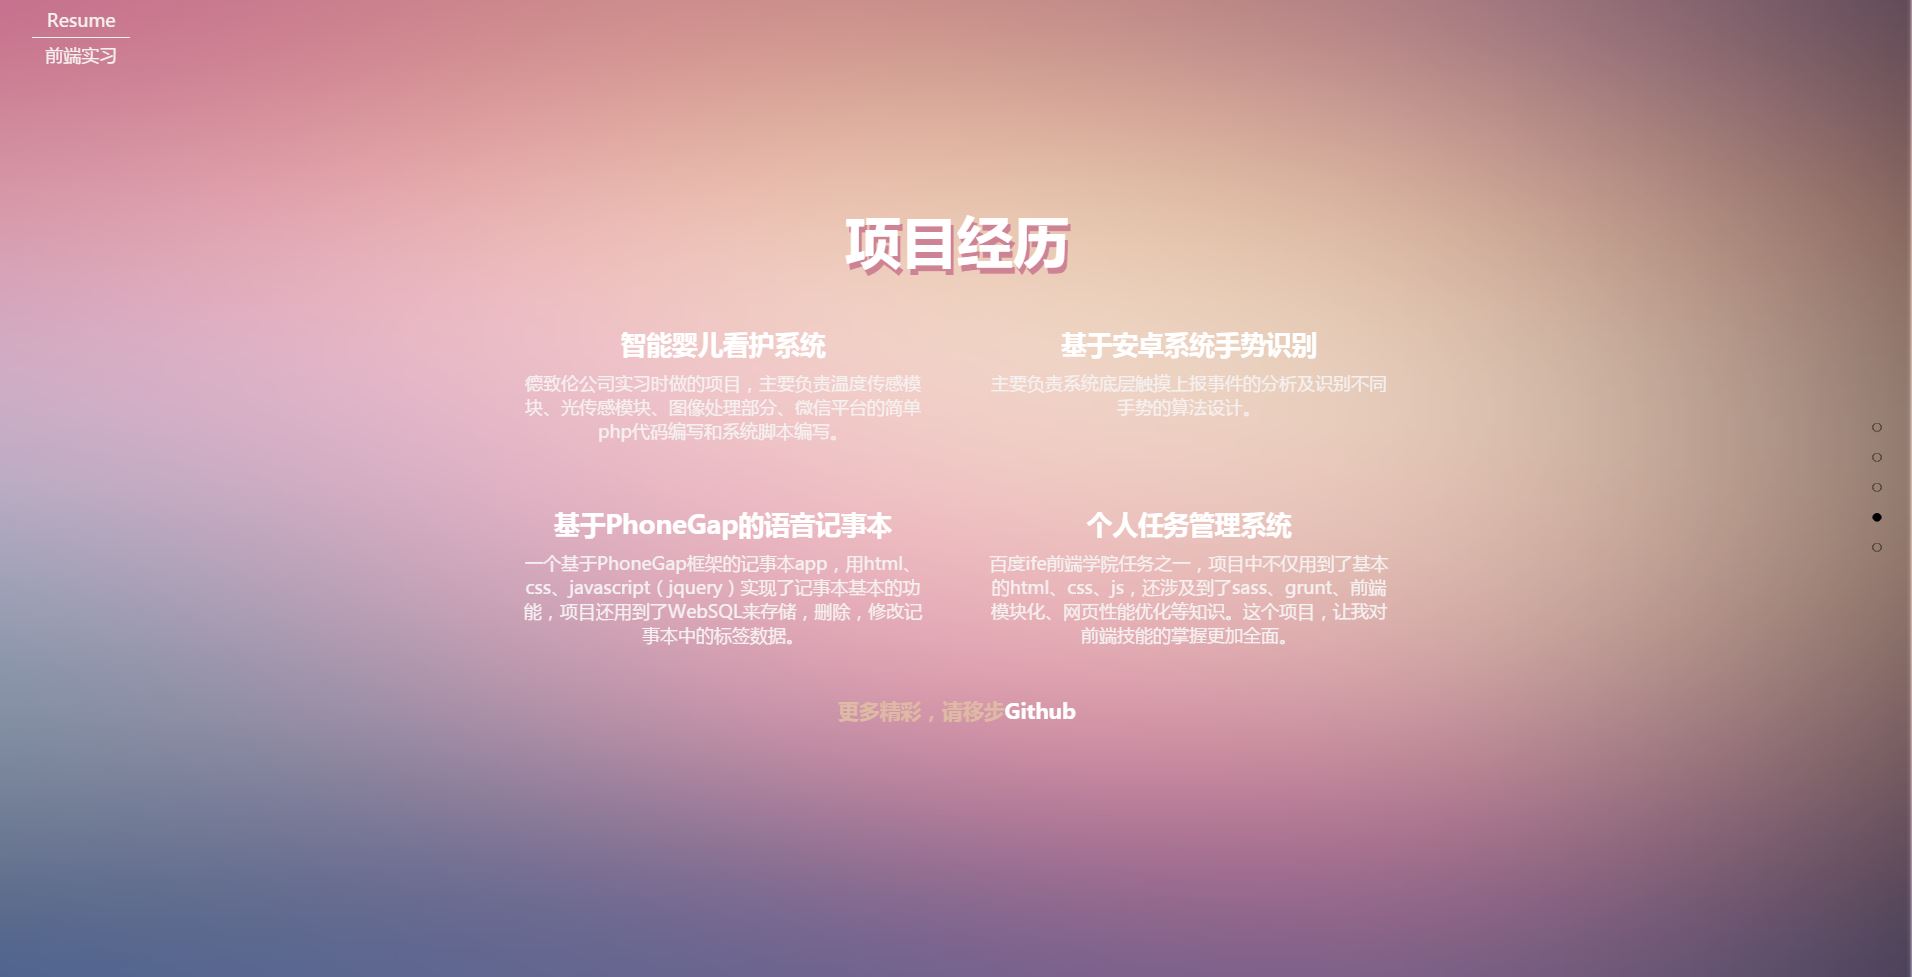 Resume
前端实习
项目经历
智能婴儿看护系统
德致伦公司实习时做的项目，主要负责温度传感模
块、光传感模块、图像处理部分、微信平台的简单
php代码编写和系统脚本编写。
基于安卓系统手势识别
主要负责系统底层触摸上报事件的分析及识别不同
手势的算法设计。
基于PhoneGap的语音记事本
一个基于PhoneGap框架的记事本app，用html、
css、javascript（jquery）实现了记事本基本的功
能，项目还用到了WebSQL来存储，删除，修改记
事本中的标签数据。
个人任务管理系统
百度ife前端学院任务之一，项目中不仅用到了基本
的html、css、js，还涉及到了sass、grunt、前端
模块化、网页性能优化等知识。这个项目，让我对
前端技能的掌握更加全面。
更多精彩，请移步Github